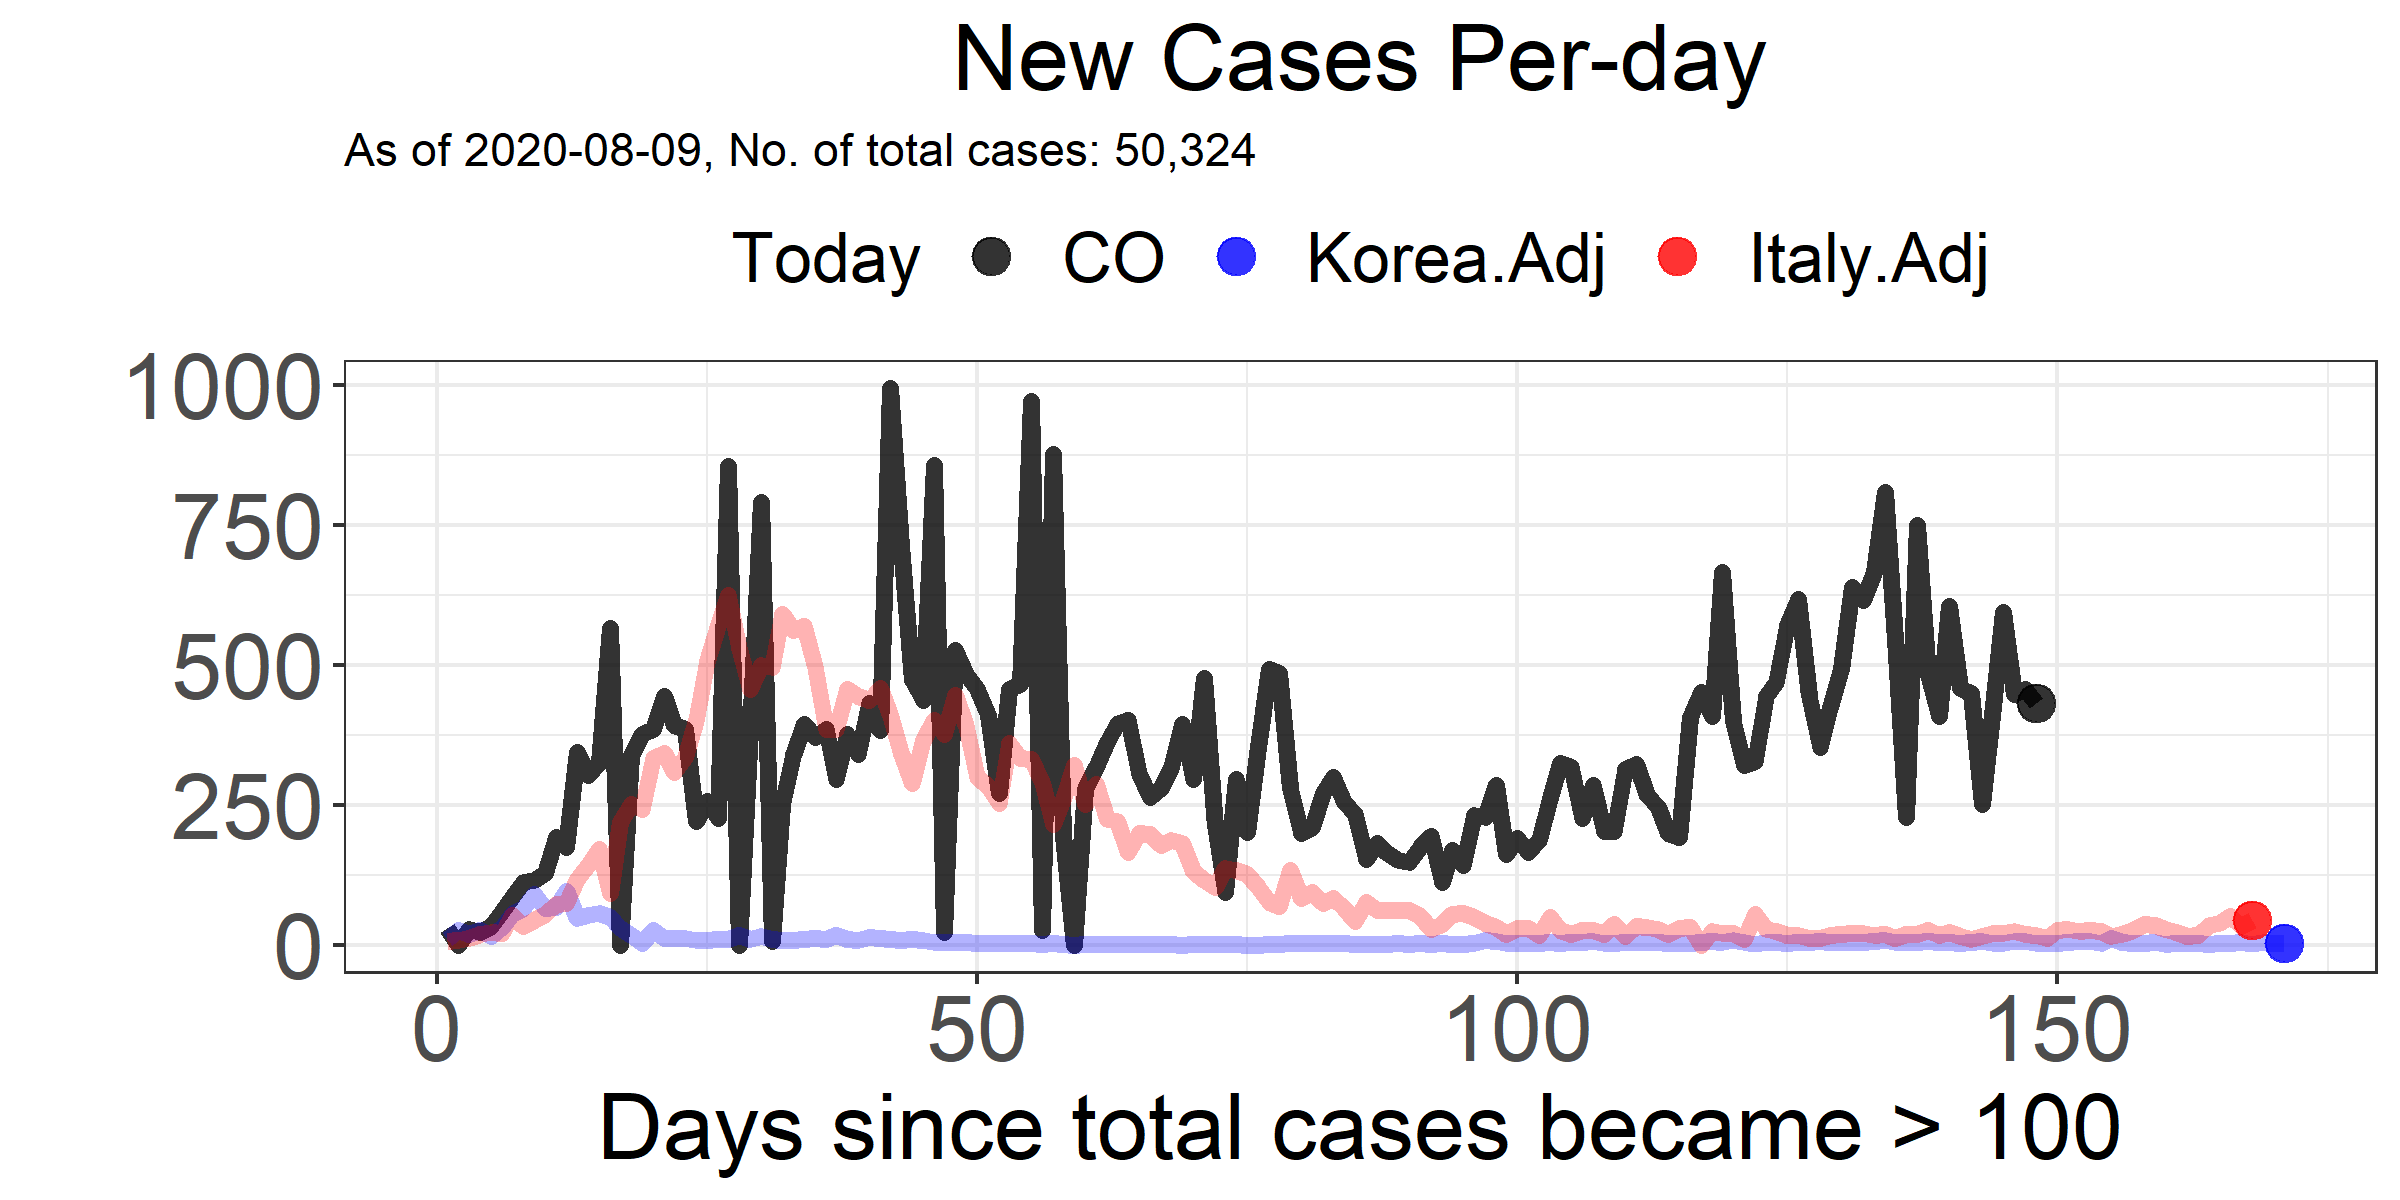 New Cases Per-day
As of 2020-08-09, No. of total cases: 50,324
Today CO Korea.Adj Italy.Adj
1000
750
500
250
0
0 50 100 150
Days since total cases became > 100